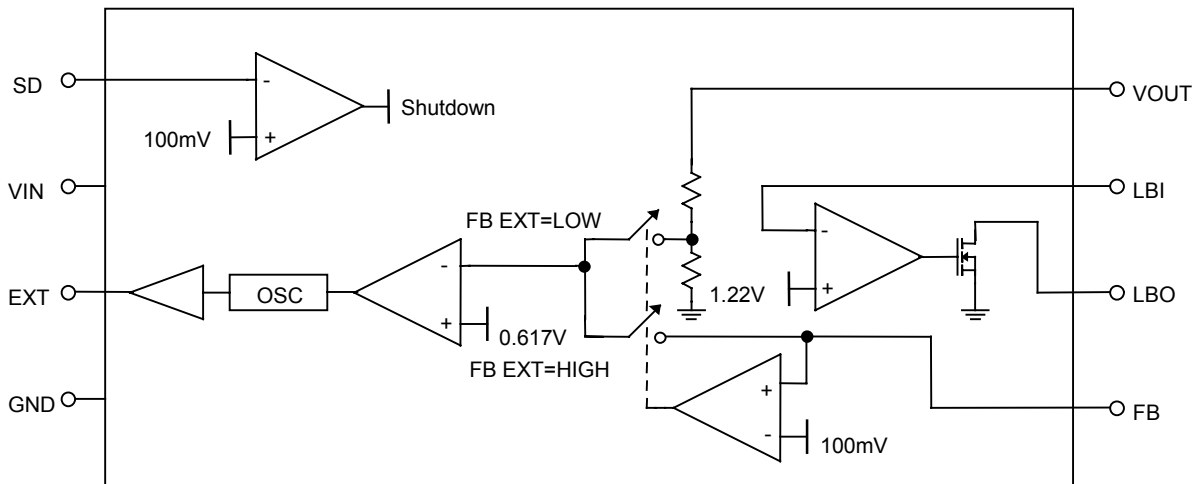 SD
-
+
100mV
Shutdown
VOUT
VIN
LBI
FB EXT=LOW
-
+
1.22V
LBO
EXT
OSC
-
+
0.617V
FB EXT=HIGH
GND
+
-
100mV
FB